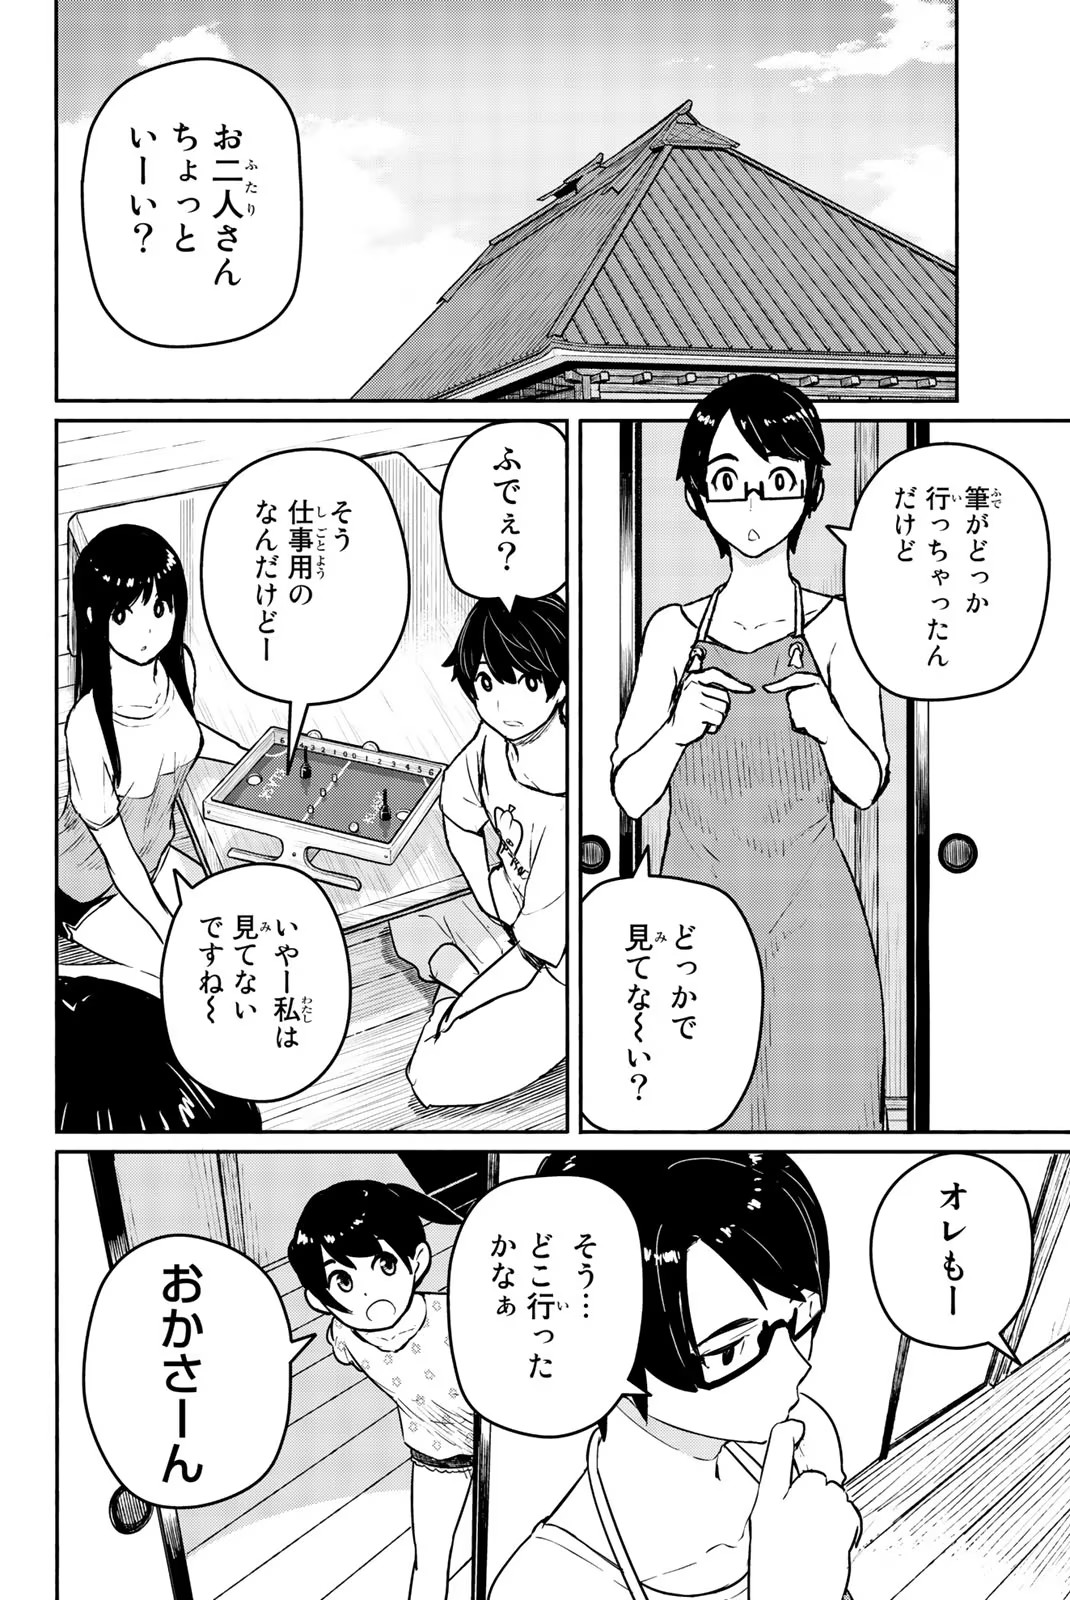 お二人さん
ちょっと
いーい？
筆がどっか
行っちゃったん
だけど
どっかで
見てな〜い？
ふでぇ？
そう
仕事用の
なんだけどー
いやー私は
見てない
ですね〜
オレもー
そう…
どこ行った
かなぁ
おかさーん